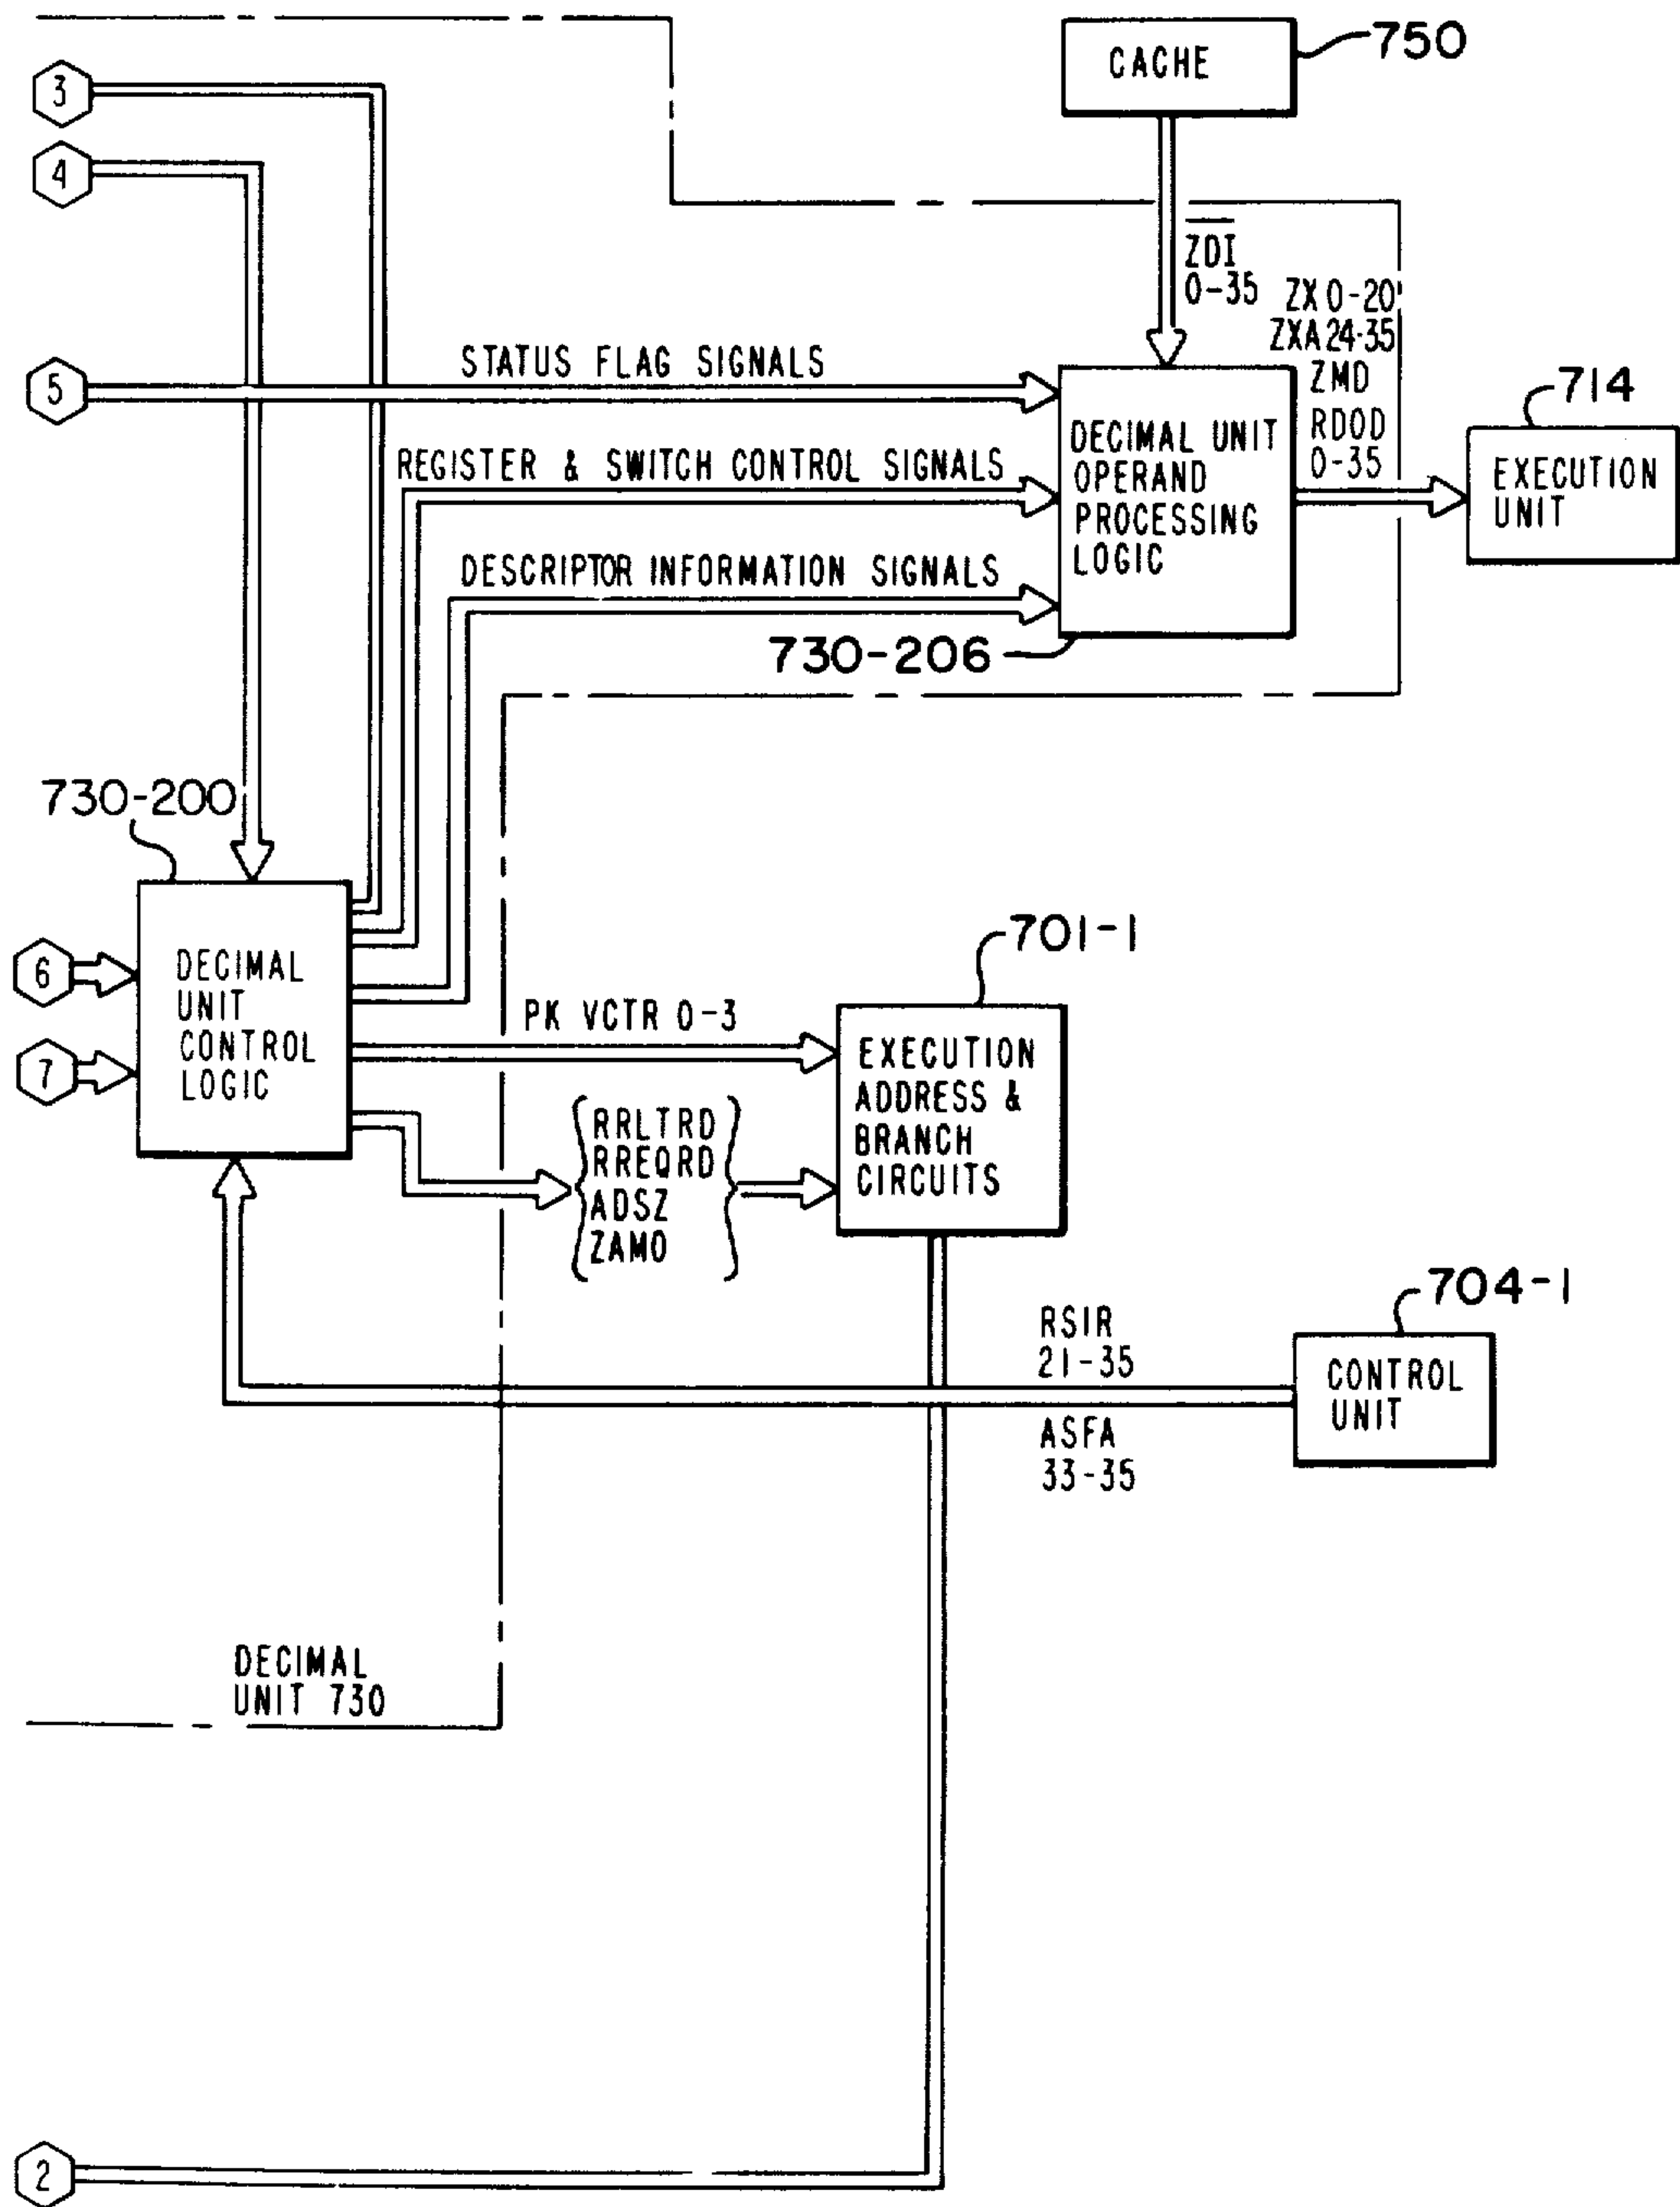 750
CACHE
3
4
ZDI
0-35
ZX 0-20
ZXA 24-35
ZMD
RDOD
0-35
STATUS FLAG SIGNALS
5
714
DECIMAL UNIT
OPERAND
PROCESSING
LOGIC
REGISTER & SWITCH CONTROL SIGNALS
EXECUTION
UNIT
DESCRIPTOR INFORMATION SIGNALS
730-206
730-200
701-1
6
DECIMAL
UNIT
CONTROL
LOGIC
PK VCTR 0-3
EXECUTION
ADDRESS &
BRANCH
CIRCUITS
7
RRLTRD
RREQRD
ADSZ
ZAMO
704-1
RSIR
21-35
CONTROL
UNIT
ASFA
33-35
DECIMAL
UNIT 730
2